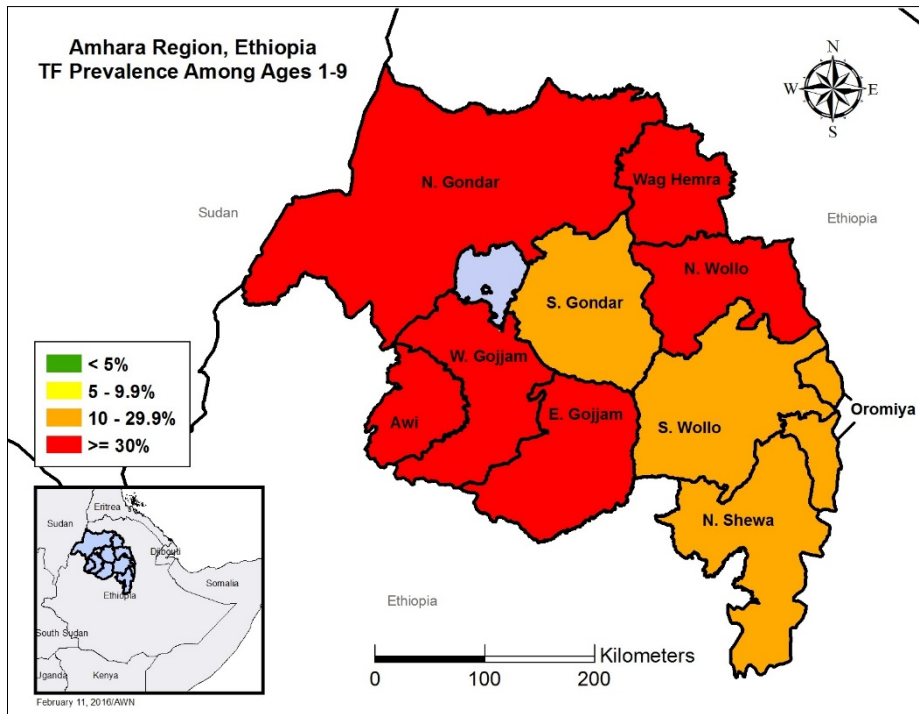 Amhara Region, Ethiopia
TF Prevalence Among Ages 1-9
N
W
E
S
N. Gondar
Wag Hemra
Sudan
Ethiopia
N. Wollo
S. Gondar
W. Gojjam
< 5%
5 - 9.9%
10 - 29.9%
>= 30%
Awi
E. Gojjam
Oromiya
S. Wollo
N. Shewa
Eritrea
Sudan
Djibouti
Somalia
Ethiopia
South Sudan
Uganda
Kenya
Ethiopia
Kilometers
0
100
200
February 11, 2016/AWN